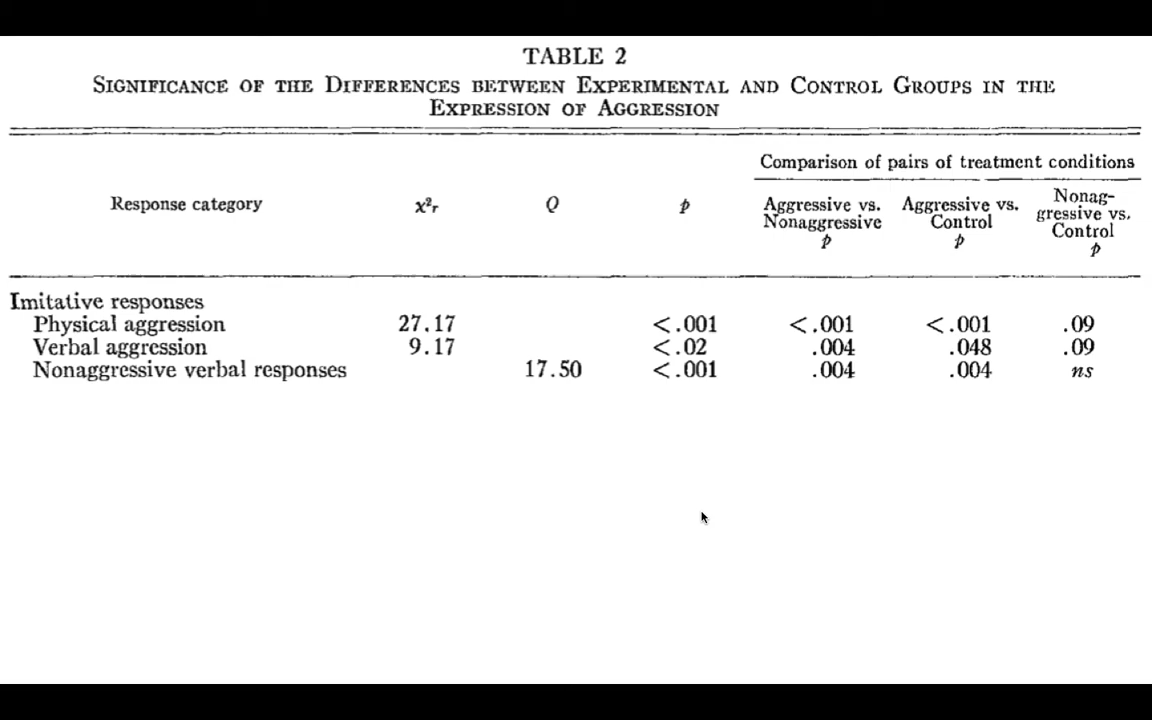 TABLE 2
SIGNIFICANCE OF THE DIFFERENCES BETWEEN EXPERIMENTAL AND CONTROL GROUPS IN THE
EXPRESSION OF AGGRESSION
Comparison of pairs of treatment conditions
Response category χ²r Q p Aggressive vs. Nonaggressive p Aggressive vs. Control p Nonag-gressive vs. Control p
Imitative responses
Physical aggression 27.17 <.001 <.001 <.001 .09
Verbal aggression 9.17 <.02 .004 .048 .09
Nonaggressive verbal responses 17.50 <.001 .004 .004 ns